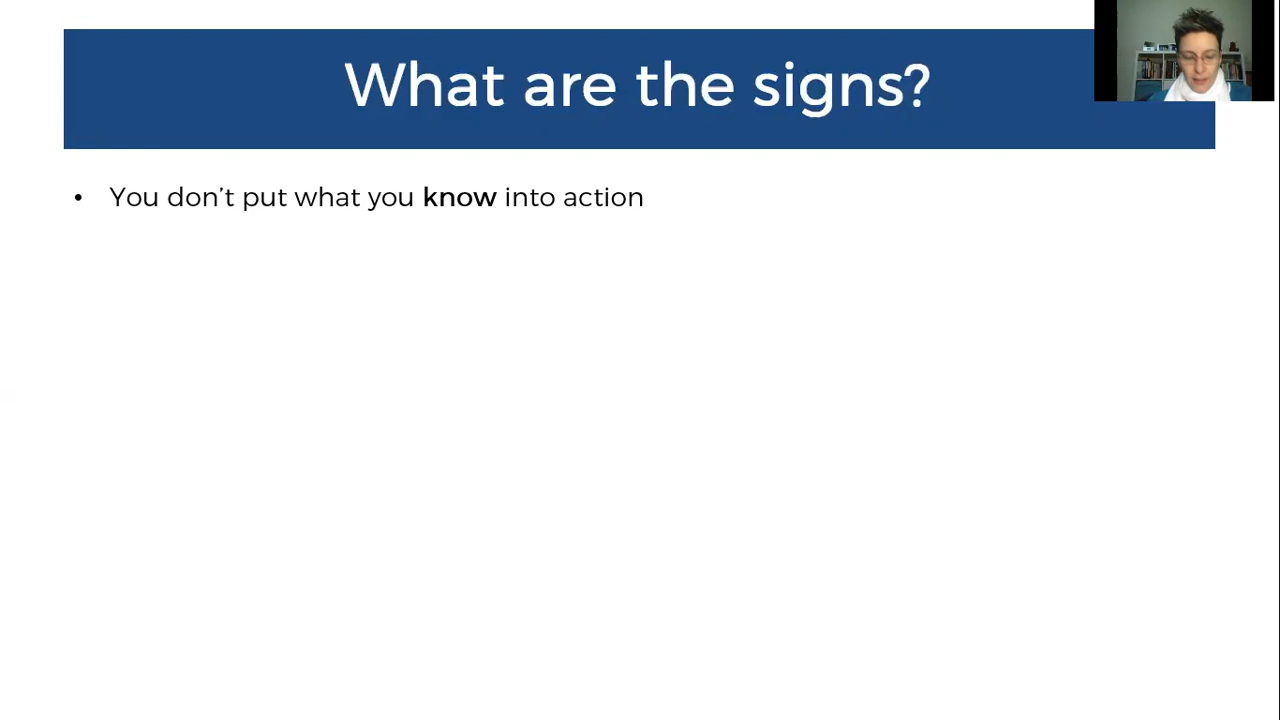 What are the signs?
• You don't put what you know into action